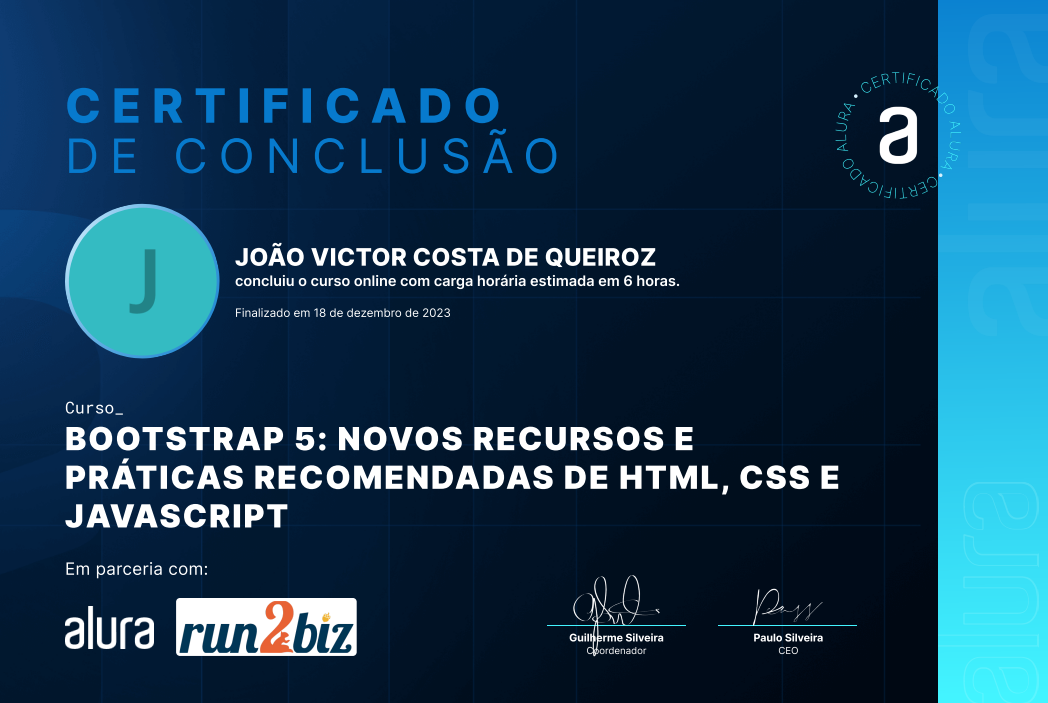 CERTIFICADO
DE CONCLUSÃO
CERTIFICADO ALURA • CERTIFICADO ALURA •
a
J
JOÃO VICTOR COSTA DE QUEIROZ
concluiu o curso online com carga horária estimada em 6 horas.
Finalizado em 18 de dezembro de 2023
Curso_
BOOTSTRAP 5: NOVOS RECURSOS E
PRÁTICAS RECOMENDADAS DE HTML, CSS E
JAVASCRIPT
Em parceria com:
alura
run2biz
Guilherme Silveira
Coordenador
Paulo Silveira
CEO
alura
alura